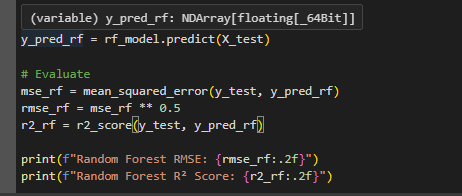 (variable) y_pred_rf: NDArray[floating[_64Bit]]
y_pred_rf = rf_model.predict(X_test)
# Evaluate
mse_rf = mean_squared_error(y_test, y_pred_rf)
rmse_rf = mse_rf ** 0.5
r2_rf = r2_score(y_test, y_pred_rf)
print(f"Random Forest RMSE: {rmse_rf:.2f}")
print(f"Random Forest R² Score: {r2_rf:.2f}")